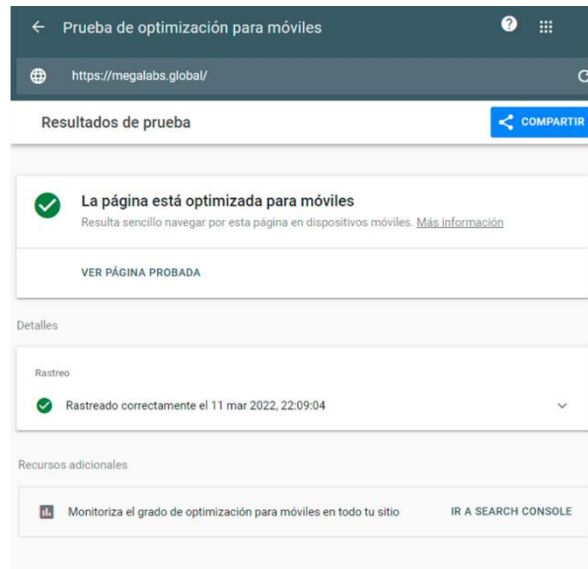 Prueba de optimización para móviles
https://megalabs.global/
Resultados de prueba
COMPARTIR
La página está optimizada para móviles
Resulta sencillo navegar por esta página en dispositivos móviles. Más información
VER PÁGINA PROBADA
Detalles
Rastreo
Rastreado correctamente el 11 mar 2022, 22:09:04
Recursos adicionales
Monitoriza el grado de optimización para móviles en todo tu sitio
IR A SEARCH CONSOLE